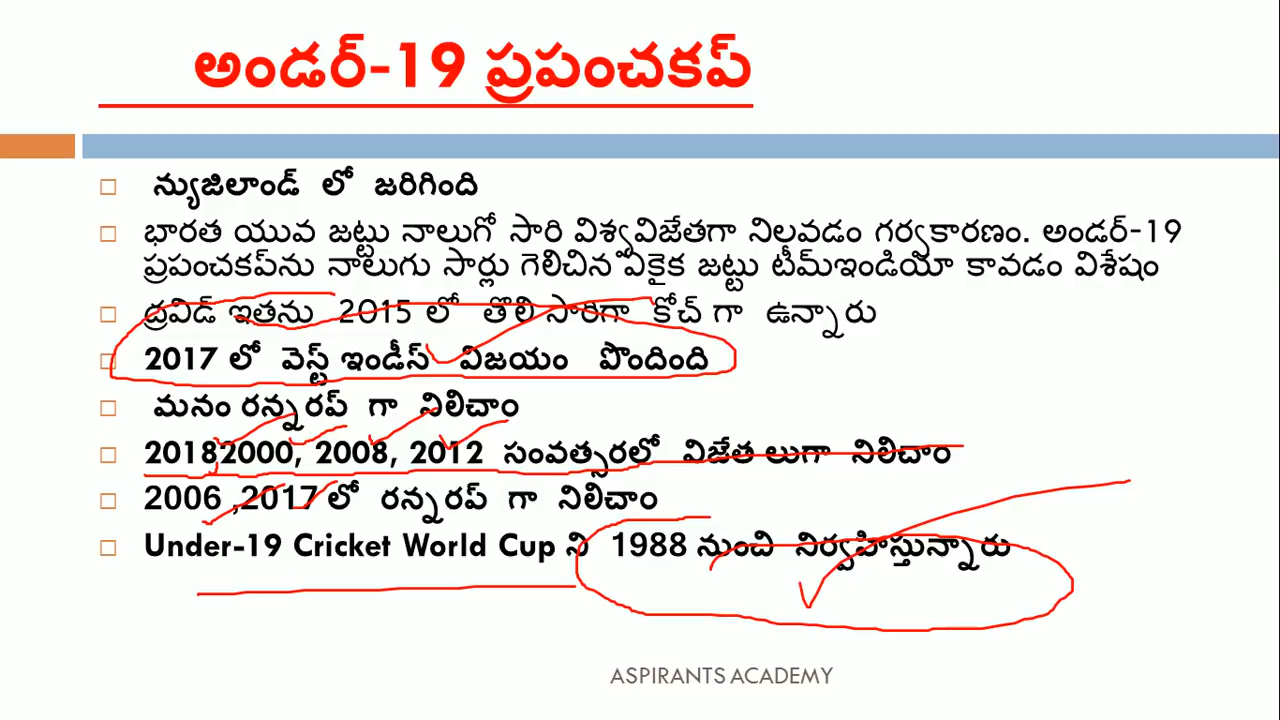 అండర్-19 ప్రపంచకప్
న్యుజిలాండ్ లో జరిగింది
భారత యువ జట్టు నాలుగో సారి విశ్వవిజేతగా నిలవడం గర్వకారణం. అండర్-19
ప్రపంచకప్‌ను నాలుగు సార్లు గెలిచిన ఏకైక జట్టు టీమ్ఇండియా కావడం విశేషం
ద్రవిడ్ ఇతను 2015 లో తొలి సారిగా కోచ్ గా ఉన్నారు
2017 లో వెస్ట్ ఇండీస్ విజయం పొందింది
మనం రన్నరప్ గా నిలిచాం
20182000, 2008, 2012 సంవత్సరలో విజేత లుగా నిలిచాం
2006 ,2017 లో రన్నరప్ గా నిలిచాం
Under-19 Cricket World Cup ని 1988 నుంచి నిర్వహిస్తున్నారు
ASPIRANTS ACADEMY